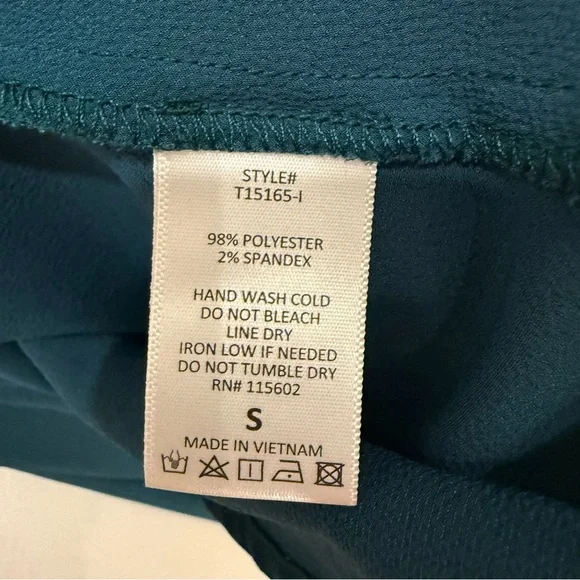 STYLE#
T15165-I
98% POLYESTER
2% SPANDEX
HAND WASH COLD
DO NOT BLEACH
LINE DRY
IRON LOW IF NEEDED
DO NOT TUMBLE DRY
RN# 115602
S
MADE IN VIETNAM